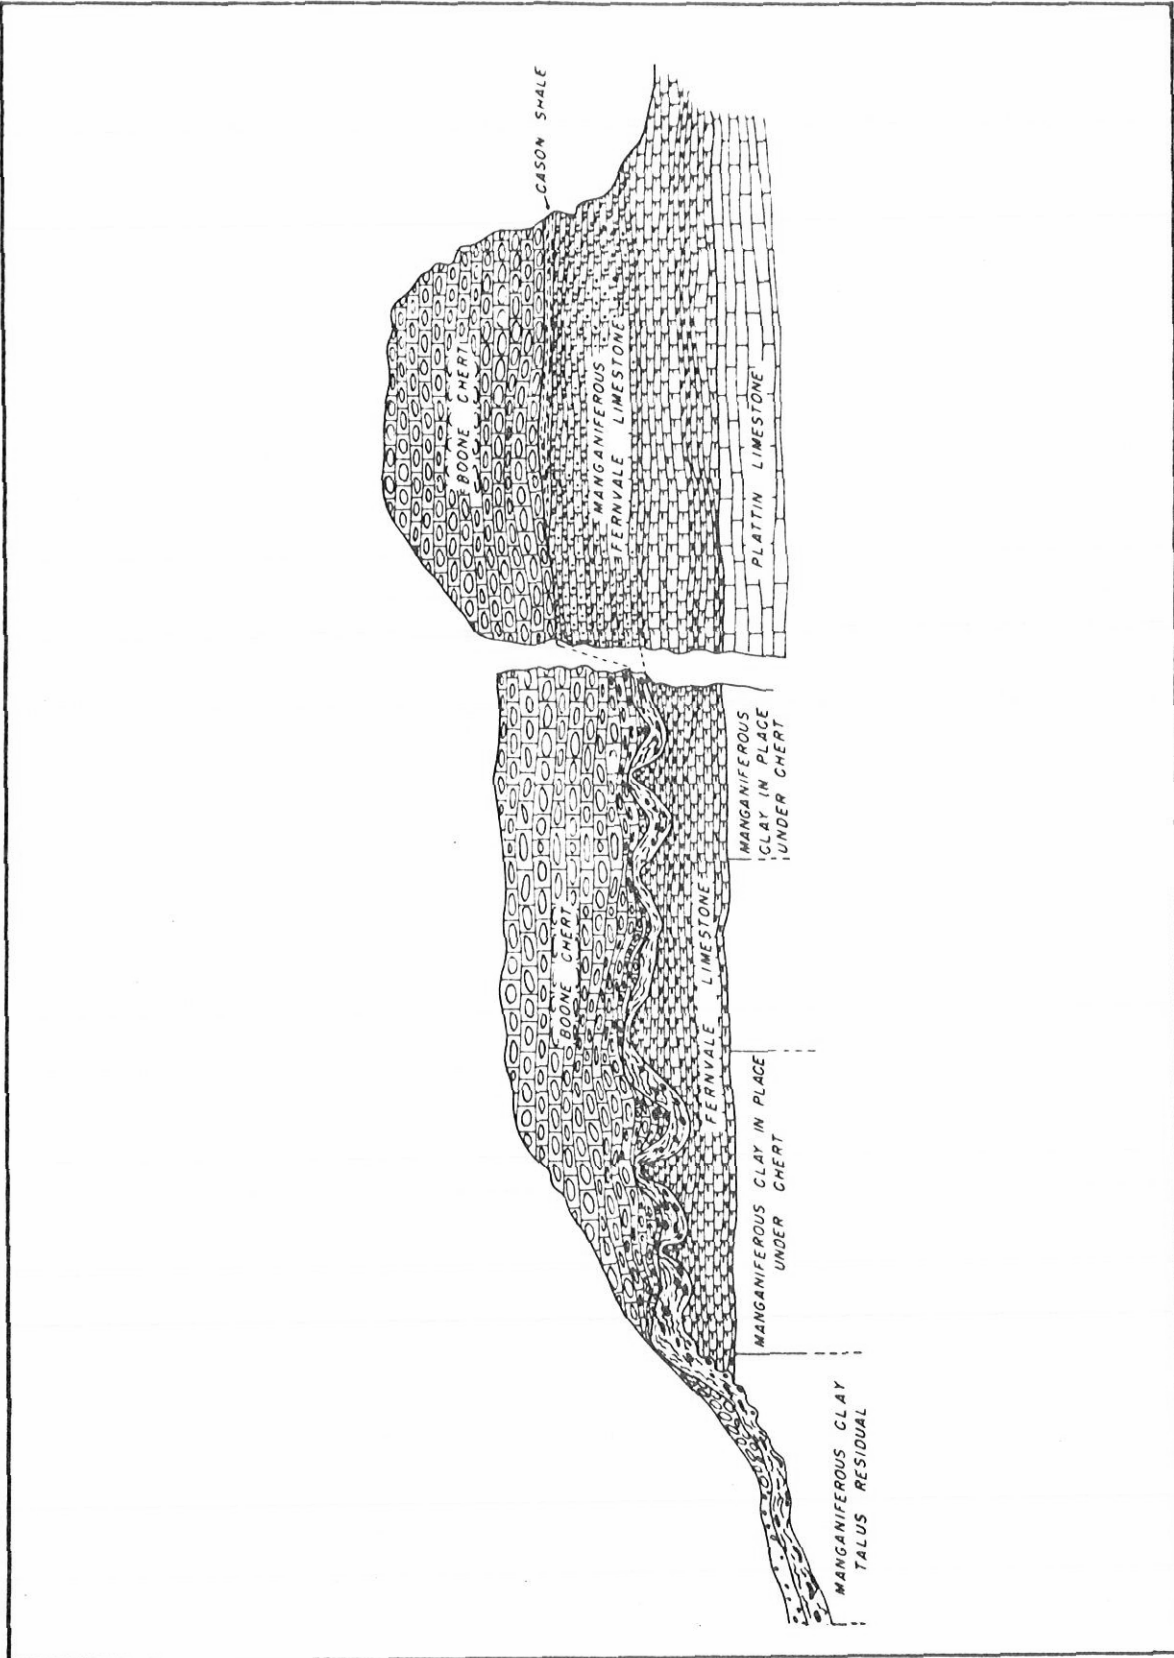 CASON SHALE
BOONE CHERT
MANGANIFEROUS
FERNVALE LIMESTONE
PLATTIN LIMESTONE
BOONE CHERT
FERNVALE LIMESTONE
MANGANIFEROUS
CLAY IN PLACE
UNDER CHERT
MANGANIFEROUS CLAY IN PLACE
UNDER CHERT
MANGANIFEROUS CLAY
TALUS RESIDUAL